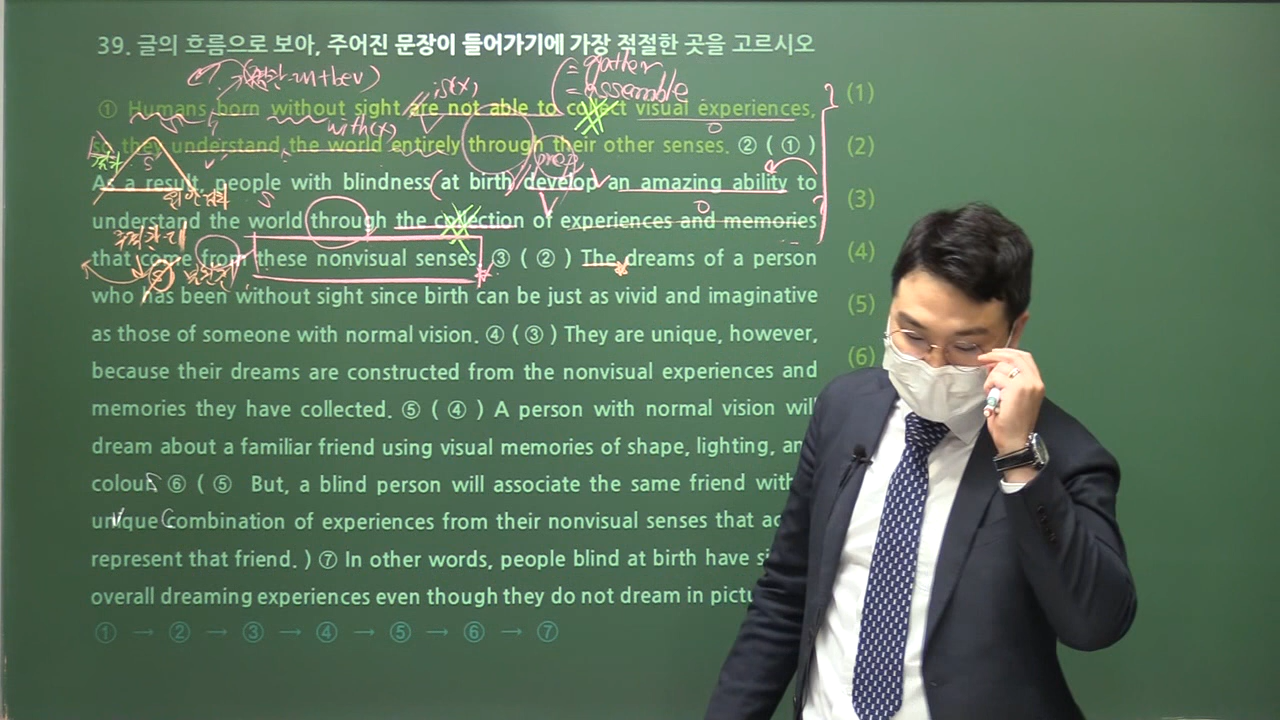 39. 글의 흐름으로 보아, 주어진 문장이 들어가기에 가장 적절한 곳을 고르시오
(-ing+bev)
is(x)
= gather
= assemble
① Humans born without sight are not able to collect visual experiences, (1)
with(x)
so they understand the world entirely through their other senses. ② ( ① ) (2)
As a result, people with blindness at birth develop an amazing ability to
understand the world through the collection of experiences and memories (3)
that come from these nonvisual senses. ③ ( ② ) The dreams of a person (4)
who has been without sight since birth can be just as vivid and imaginative (5)
as those of someone with normal vision. ④ ( ③ ) They are unique, however, (6)
because their dreams are constructed from the nonvisual experiences and
memories they have collected. ⑤ ( ④ ) A person with normal vision will
dream about a familiar friend using visual memories of shape, lighting, an
colour ⑥ ( ⑤ But, a blind person will associate the same friend with
unique combination of experiences from their nonvisual senses that ac
represent that friend. ) ⑦ In other words, people blind at birth have si
overall dreaming experiences even though they do not dream in pictu
① → ② → ③ → ④ → ⑤ → ⑥ → ⑦